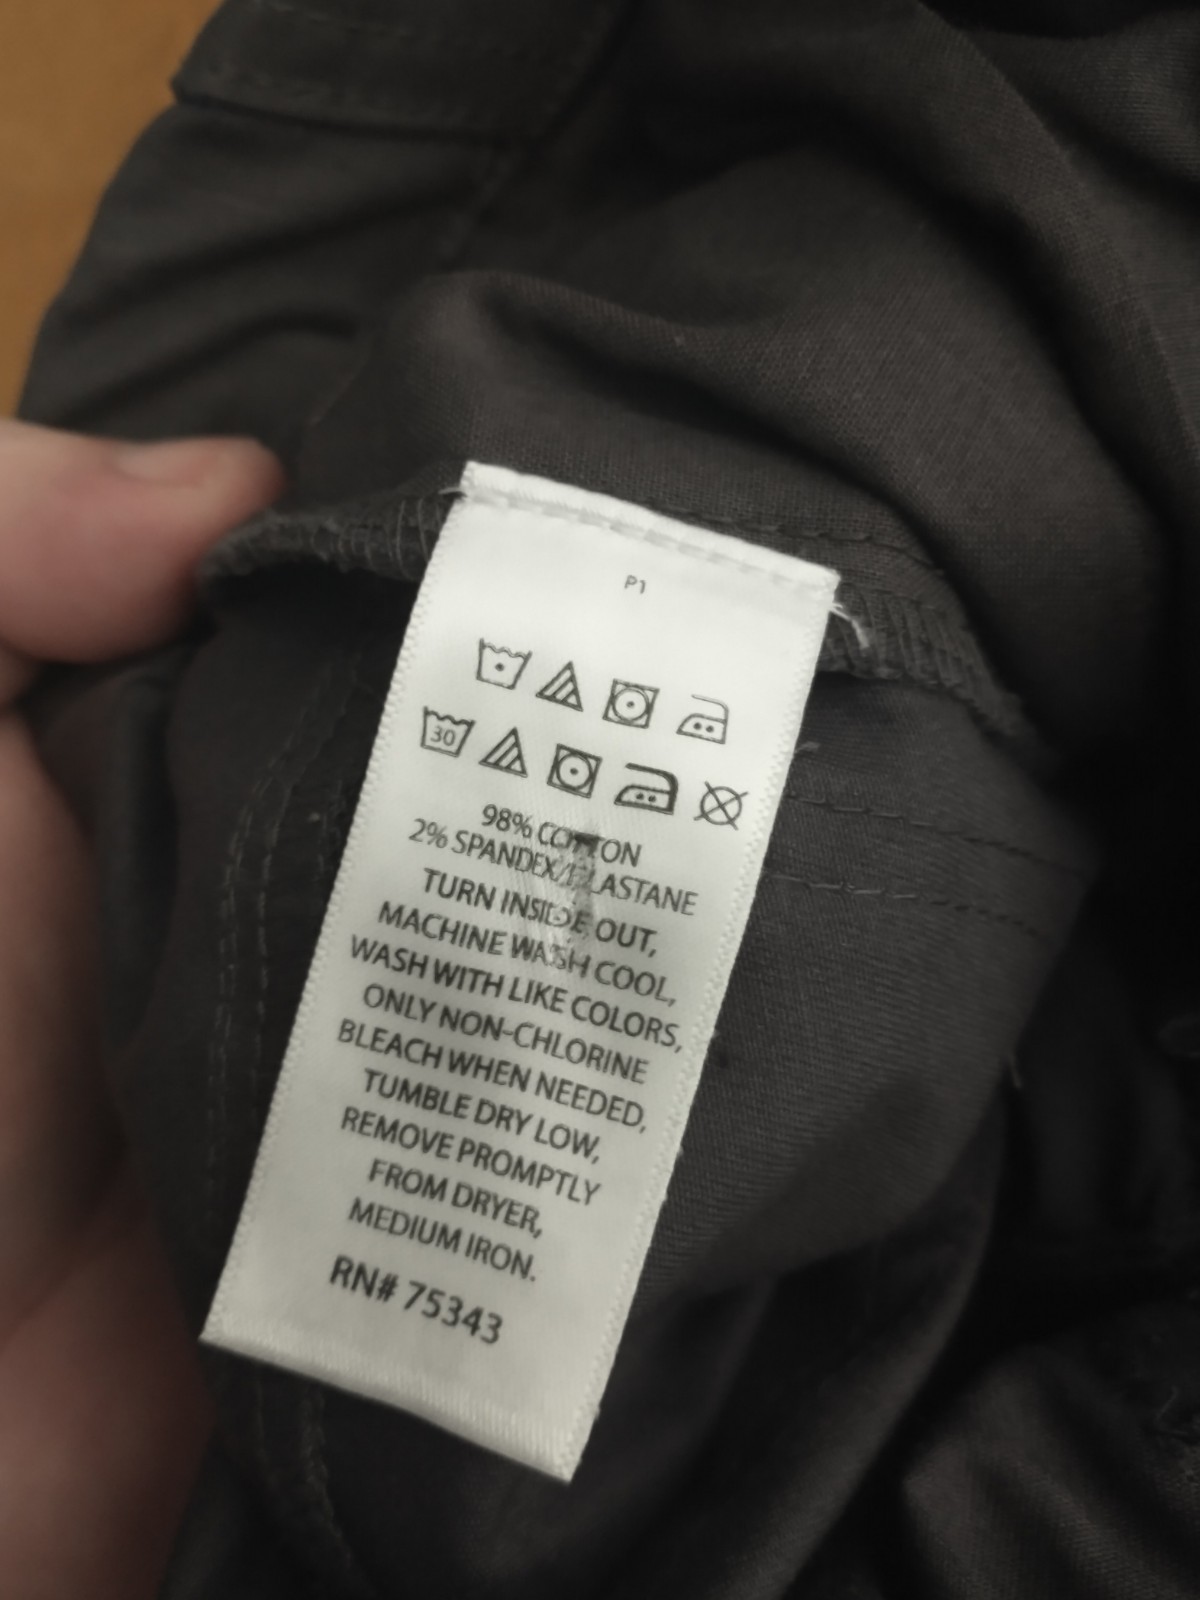 P1
30
98% COTTON
2% SPANDEX/ELASTANE
TURN INSIDE OUT,
MACHINE WASH COOL,
WASH WITH LIKE COLORS,
ONLY NON-CHLORINE
BLEACH WHEN NEEDED,
TUMBLE DRY LOW,
REMOVE PROMPTLY
FROM DRYER,
MEDIUM IRON.
RN# 75343